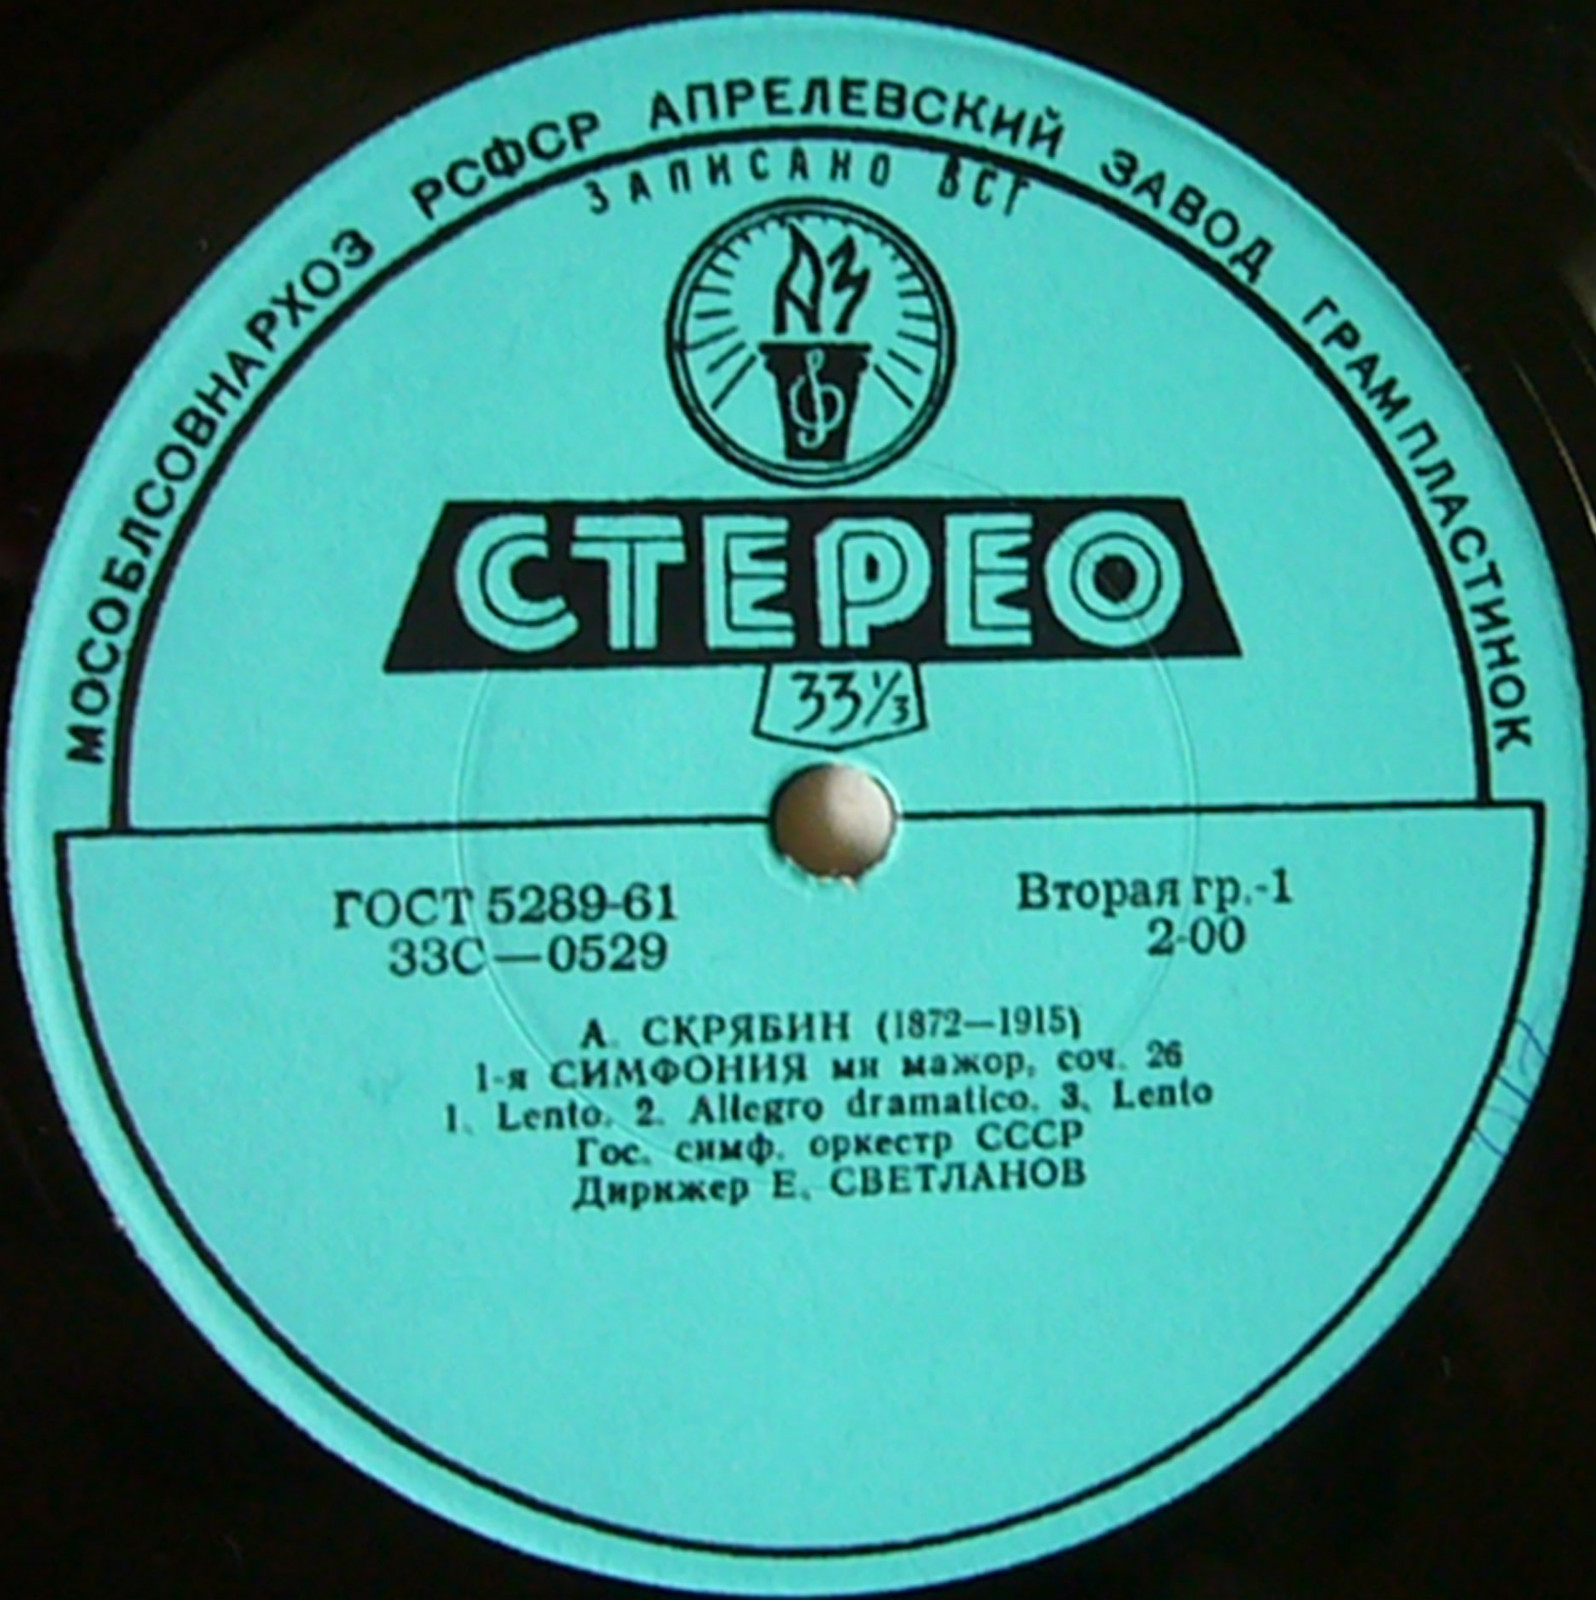 МОСОБЛСОВНАРХОЗ РСФСР АПРЕЛЕВСКИЙ ЗАВОД ГРАМПЛАСТИНОК
ЗАПИСАНО ВСГ
АЗ
СТЕРЕО
33⅓
ГОСТ 5289-61
33С—0529
Вторая гр.-1
2-00
А. СКРЯБИН (1872—1915)
1-я СИМФОНИЯ ми мажор, соч. 26
1. Lento. 2. Allegro dramatico. 3. Lento
Гос. симф. оркестр СССР
Дирижер Е. СВЕТЛАНОВ